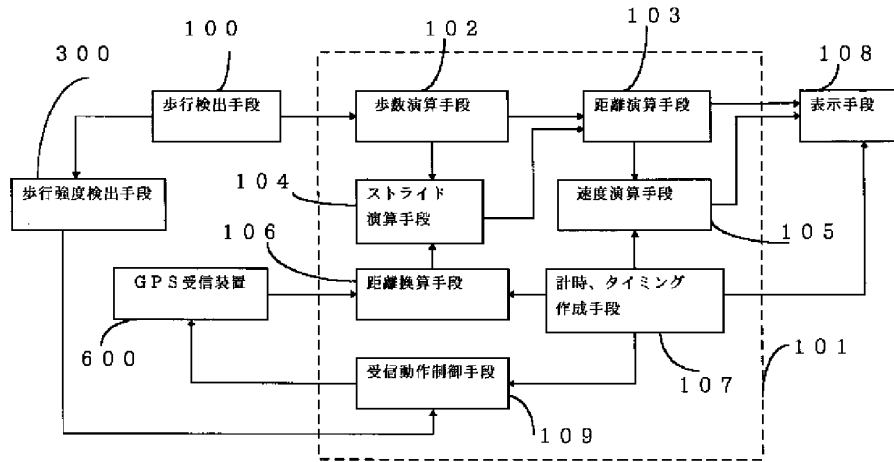 １００
１０２
１０３
１０８
３００
歩行検出手段
歩数演算手段
距離演算手段
表示手段
歩行強度検出手段
１０４
ストライド
演算手段
速度演算手段
１０５
１０６
ＧＰＳ受信装置
距離換算手段
計時、タイミング
作成手段
６００
１０１
１０７
受信動作制御手段
１０９